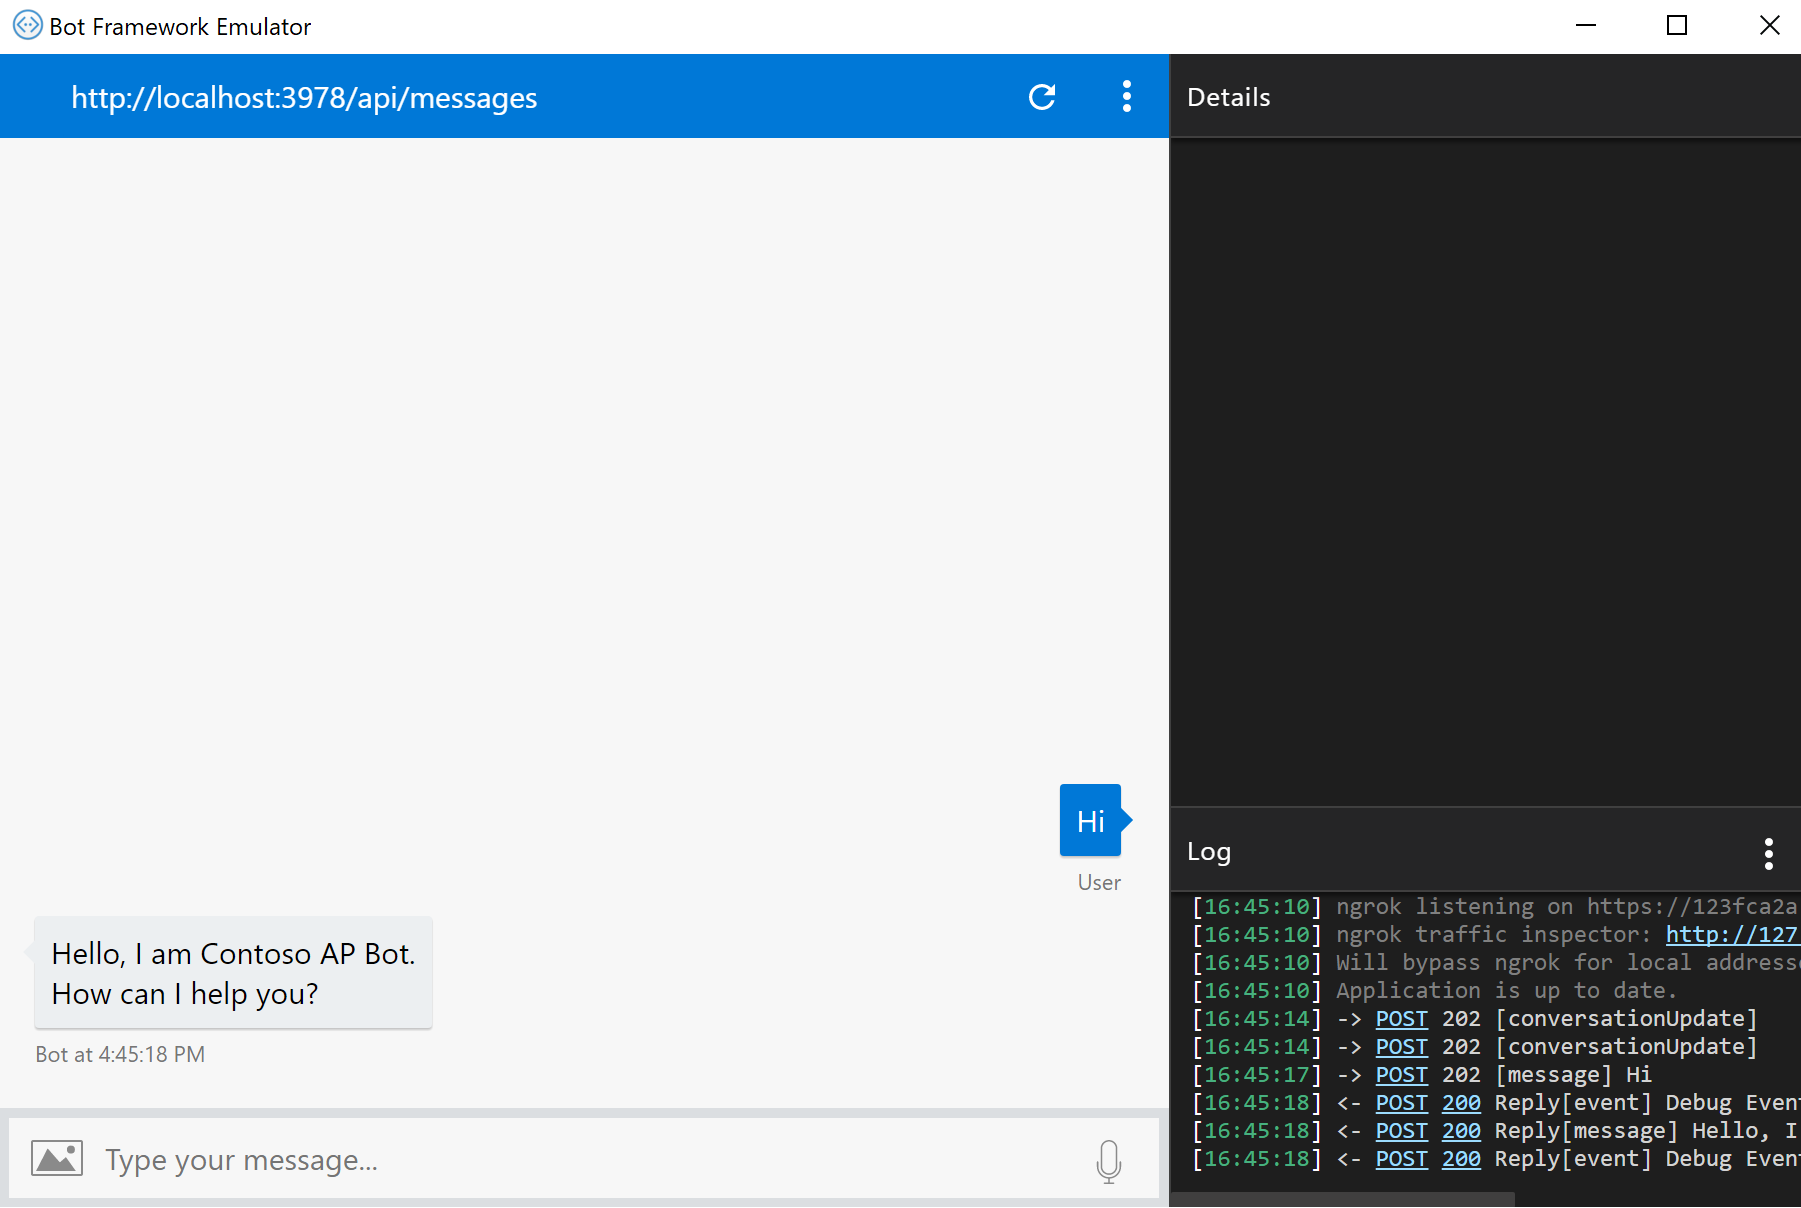 Bot Framework Emulator
http://localhost:3978/api/messages
Details
Hi
User
Hello, I am Contoso AP Bot.
How can I help you?
Bot at 4:45:18 PM
Type your message...
Log
[16:45:10] ngrok listening on https://123fca2a
[16:45:10] ngrok traffic inspector: http://127
[16:45:10] Will bypass ngrok for local address
[16:45:10] Application is up to date.
[16:45:14] -> POST 202 [conversationUpdate]
[16:45:14] -> POST 202 [conversationUpdate]
[16:45:17] -> POST 202 [message] Hi
[16:45:18] <- POST 200 Reply[event] Debug Even
[16:45:18] <- POST 200 Reply[message] Hello, I
[16:45:18] <- POST 200 Reply[event] Debug Even